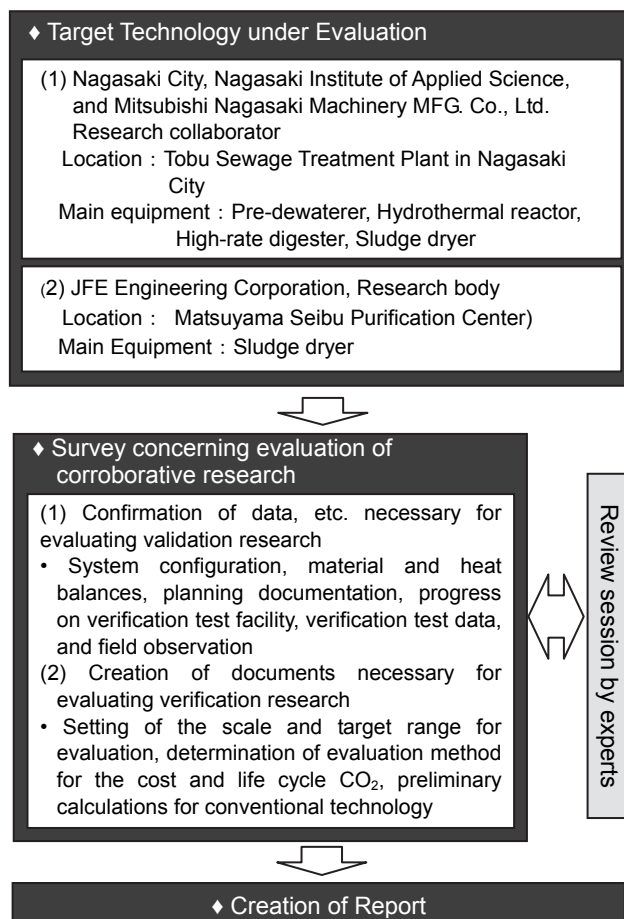 ♦ Target Technology under Evaluation
(1) Nagasaki City, Nagasaki Institute of Applied Science,
and Mitsubishi Nagasaki Machinery MFG. Co., Ltd.
Research collaborator
Location : Tobu Sewage Treatment Plant in Nagasaki
City
Main equipment : Pre-dewaterer, Hydrothermal reactor,
High-rate digester, Sludge dryer
(2) JFE Engineering Corporation, Research body
Location : Matsuyama Seibu Purification Center)
Main Equipment : Sludge dryer
♦ Survey concerning evaluation of
corroborative research
(1) Confirmation of data, etc. necessary for
evaluating validation research
• System configuration, material and heat
balances, planning documentation, progress
on verification test facility, verification test data,
and field observation
(2) Creation of documents necessary for
evaluating verification research
• Setting of the scale and target range for
evaluation, determination of evaluation method
for the cost and life cycle CO₂, preliminary
calculations for conventional technology
Review session by experts
♦ Creation of Report